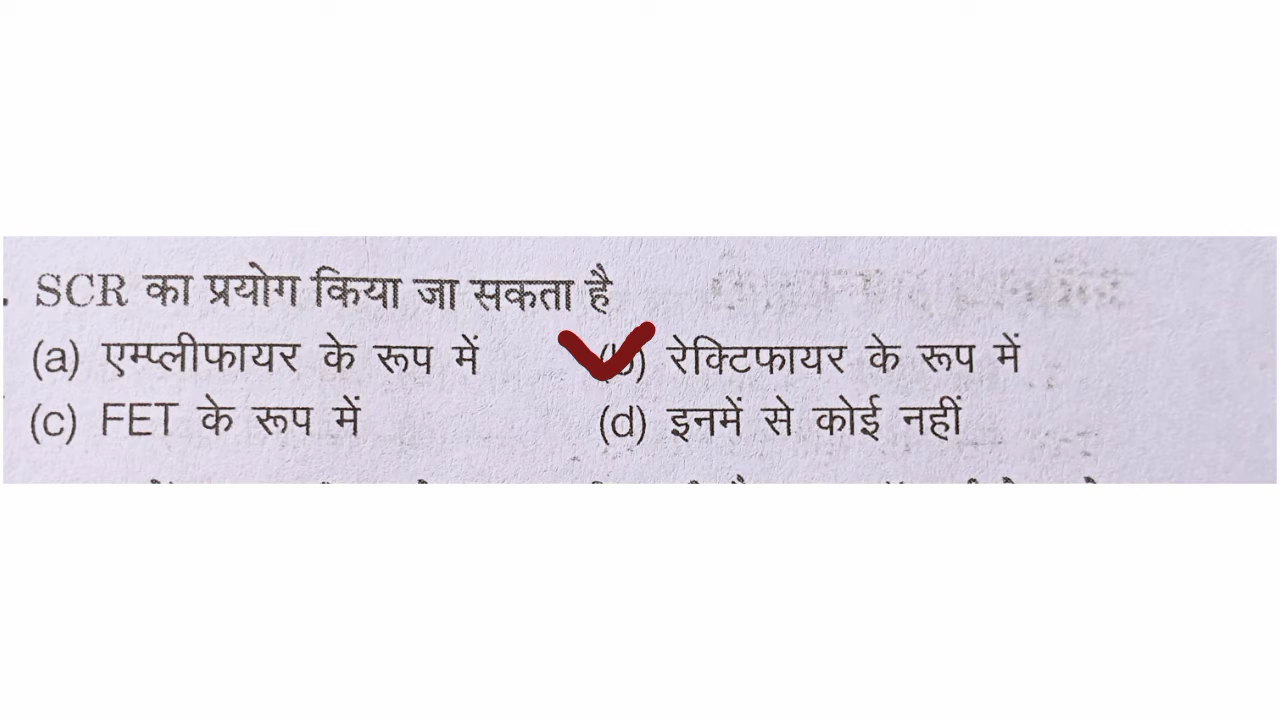 . SCR का प्रयोग किया जा सकता है
(a) एम्प्लीफायर के रूप में (b) रेक्टिफायर के रूप में
(c) FET के रूप में (d) इनमें से कोई नहीं